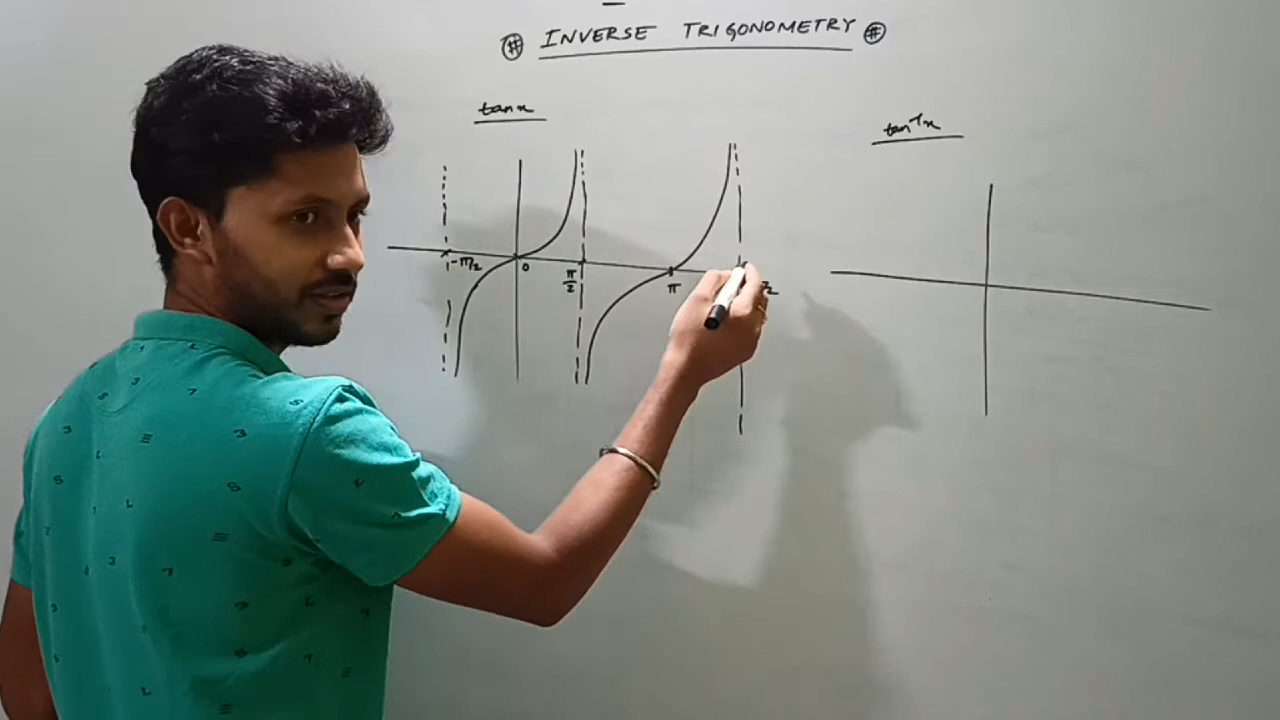 # INVERSE TRIGONOMETRY #
tan x
tan⁻¹x
-π/2
0
π
2
π